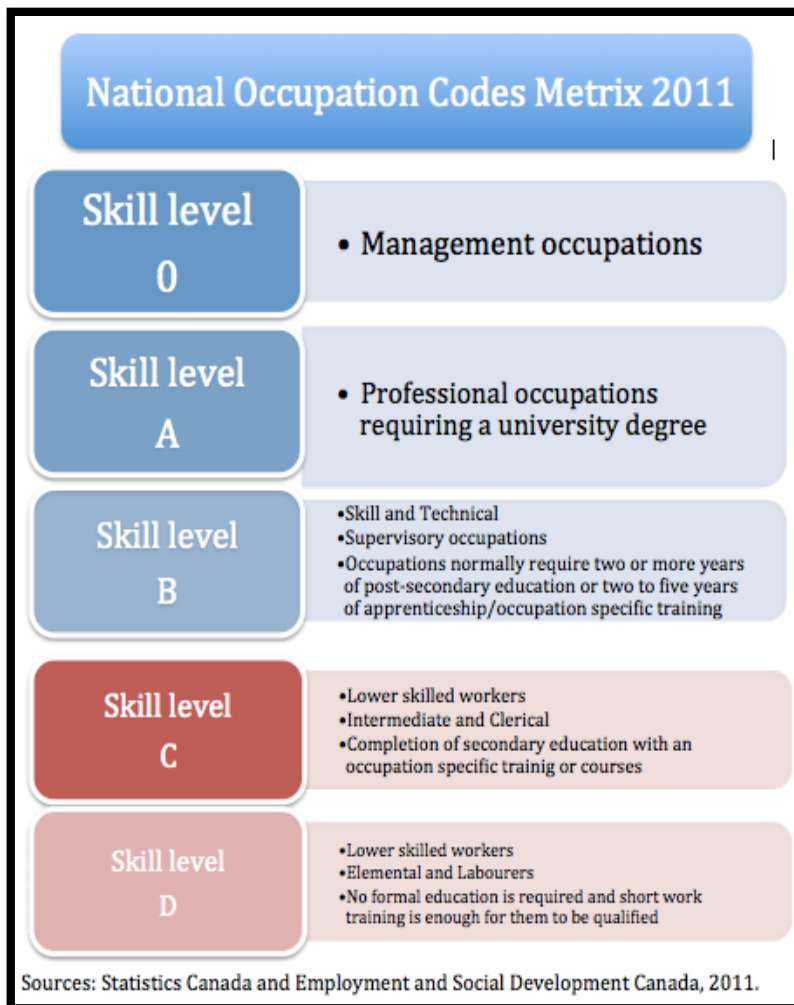 National Occupation Codes Metrix 2011
Skill level
0
• Management occupations
Skill level
A
• Professional occupations
requiring a university degree
Skill level
B
•Skill and Technical
•Supervisory occupations
•Occupations normally require two or more years
of post-secondary education or two to five years
of apprenticeship/occupation specific training
Skill level
C
•Lower skilled workers
•Intermediate and Clerical
•Completion of secondary education with an
occupation specific trainig or courses
Skill level
D
•Lower skilled workers
•Elemental and Labourers
•No formal education is required and short work
training is enough for them to be qualified
Sources: Statistics Canada and Employment and Social Development Canada, 2011.